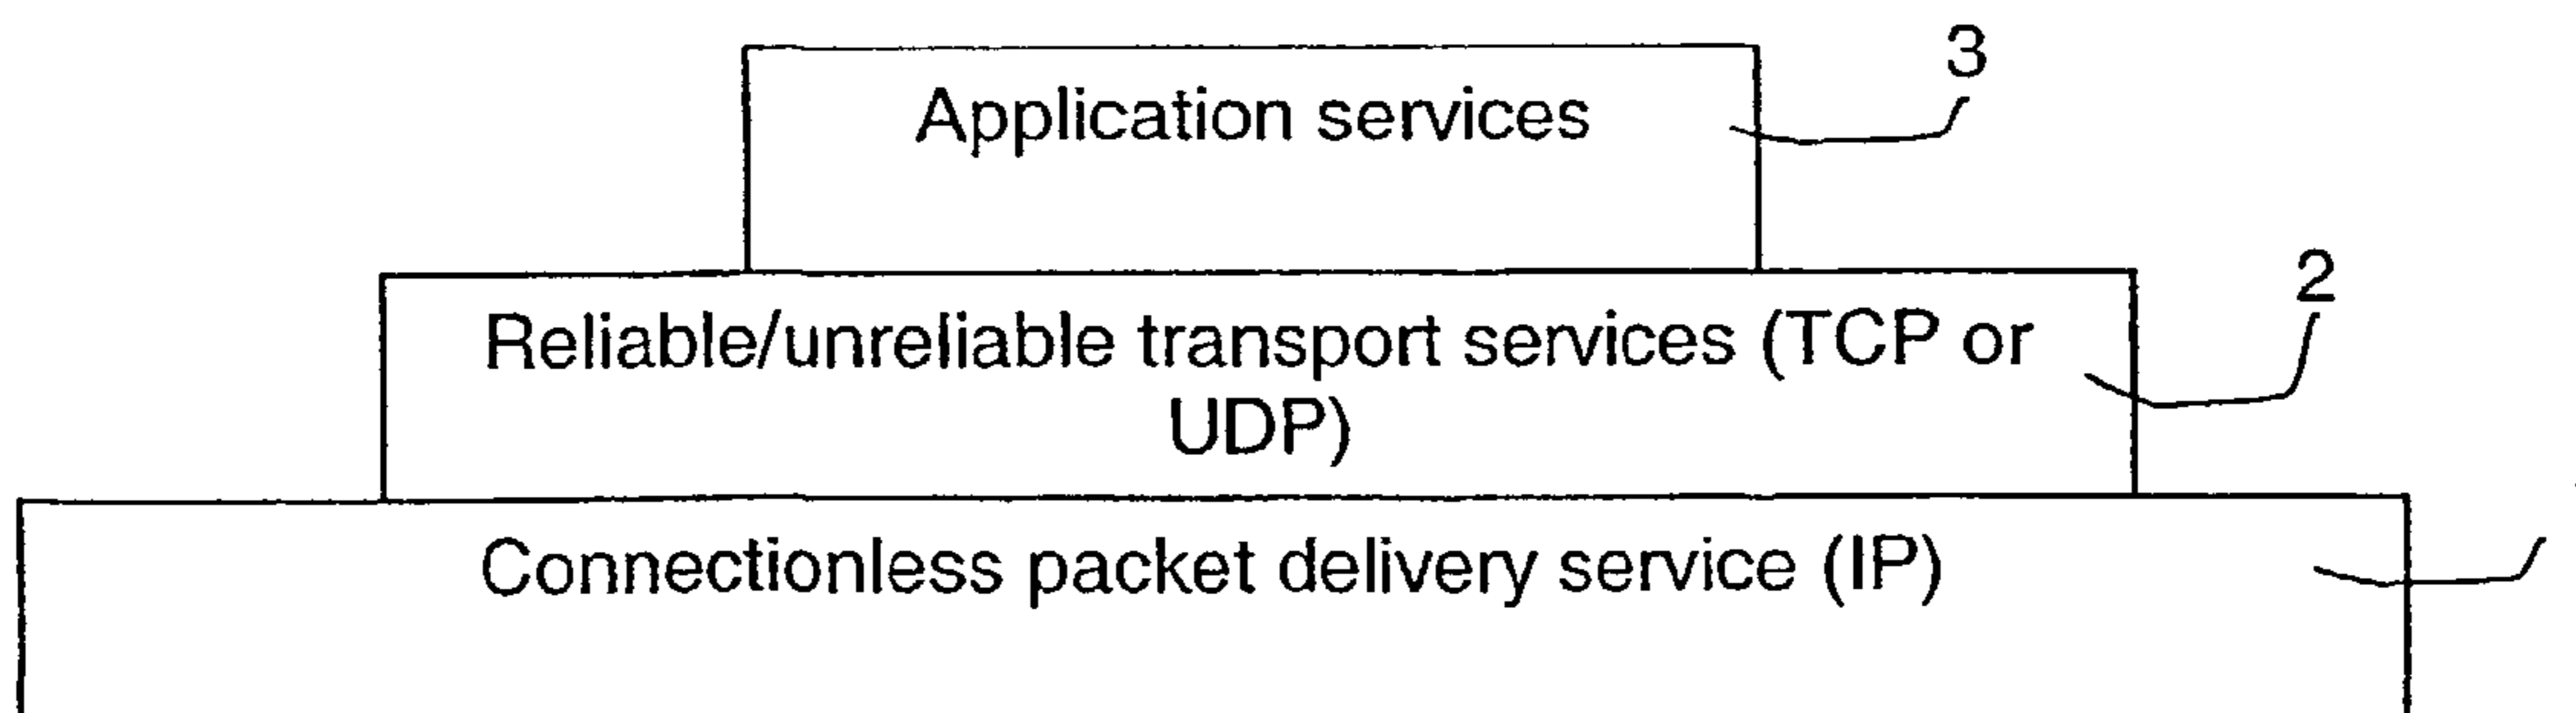 3
Application services
2
Reliable/unreliable transport services (TCP or
UDP)
Connectionless packet delivery service (IP)